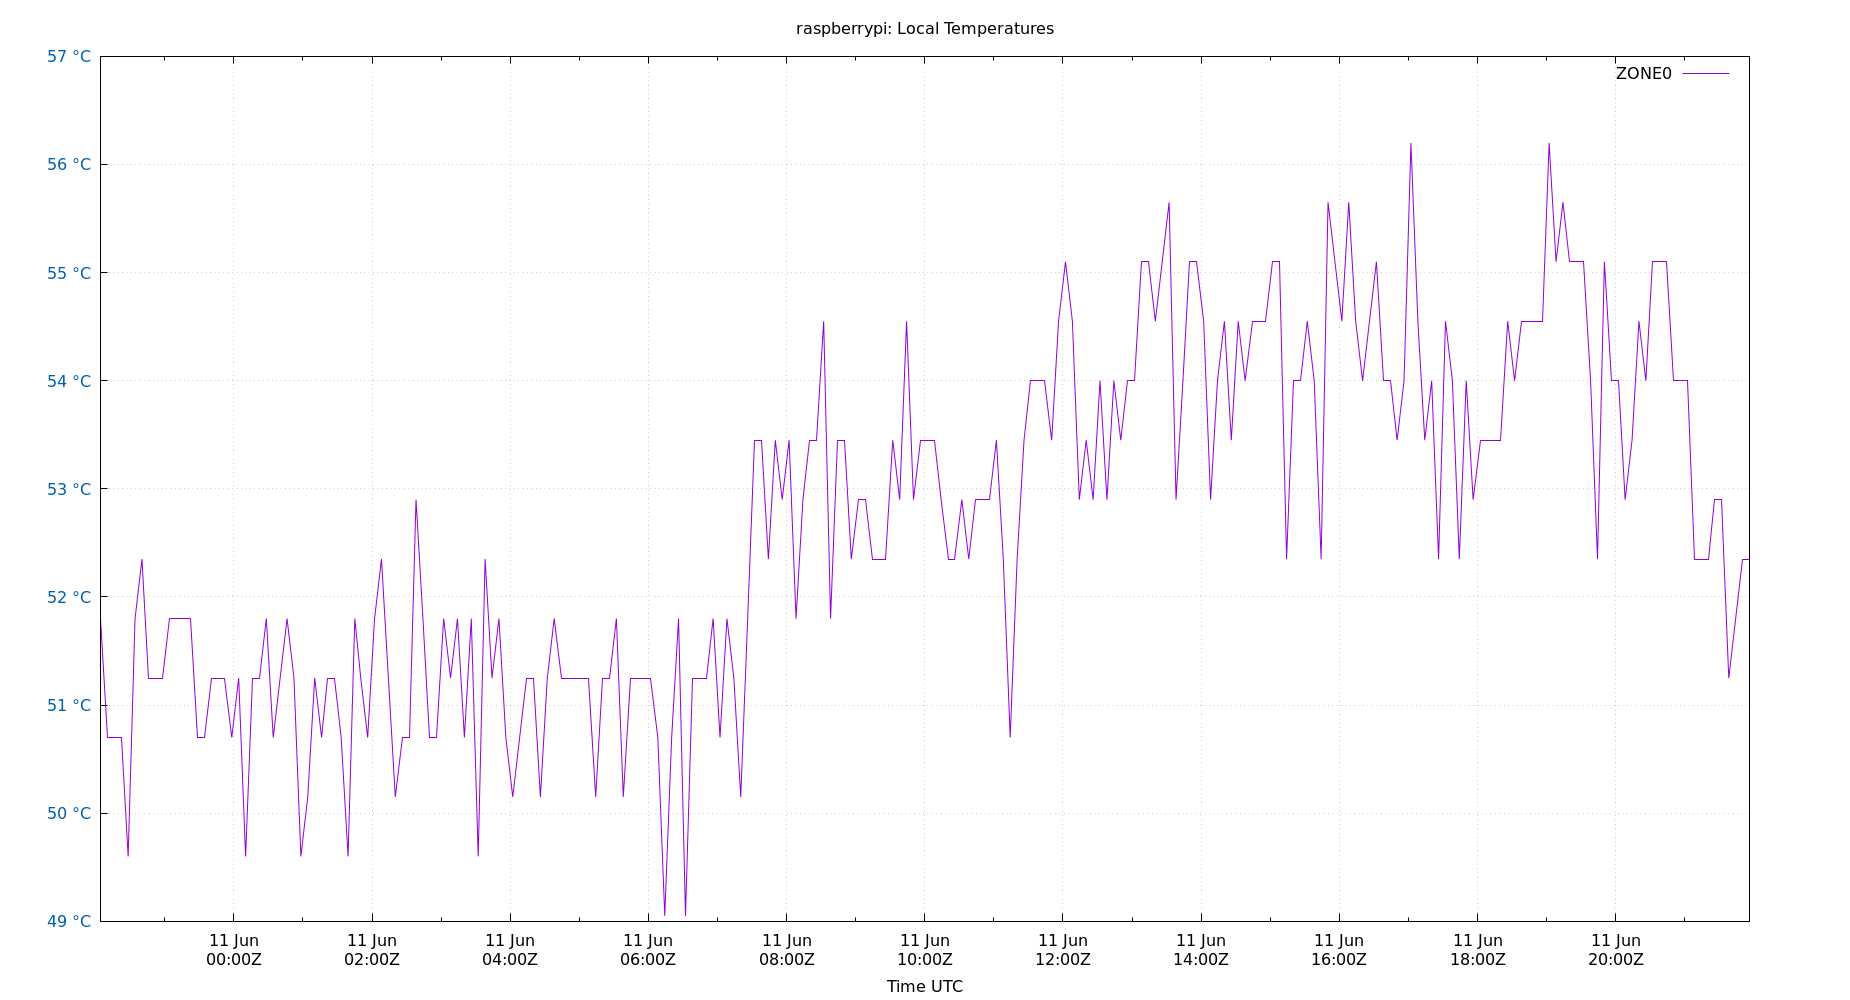 raspberrypi: Local Temperatures
57 °C
ZONE0
56 °C
55 °C
54 °C
53 °C
52 °C
51 °C
50 °C
49 °C
11 Jun 11 Jun 11 Jun 11 Jun 11 Jun 11 Jun 11 Jun 11 Jun 11 Jun 11 Jun 11 Jun
00:00Z 02:00Z 04:00Z 06:00Z 08:00Z 10:00Z 12:00Z 14:00Z 16:00Z 18:00Z 20:00Z
Time UTC